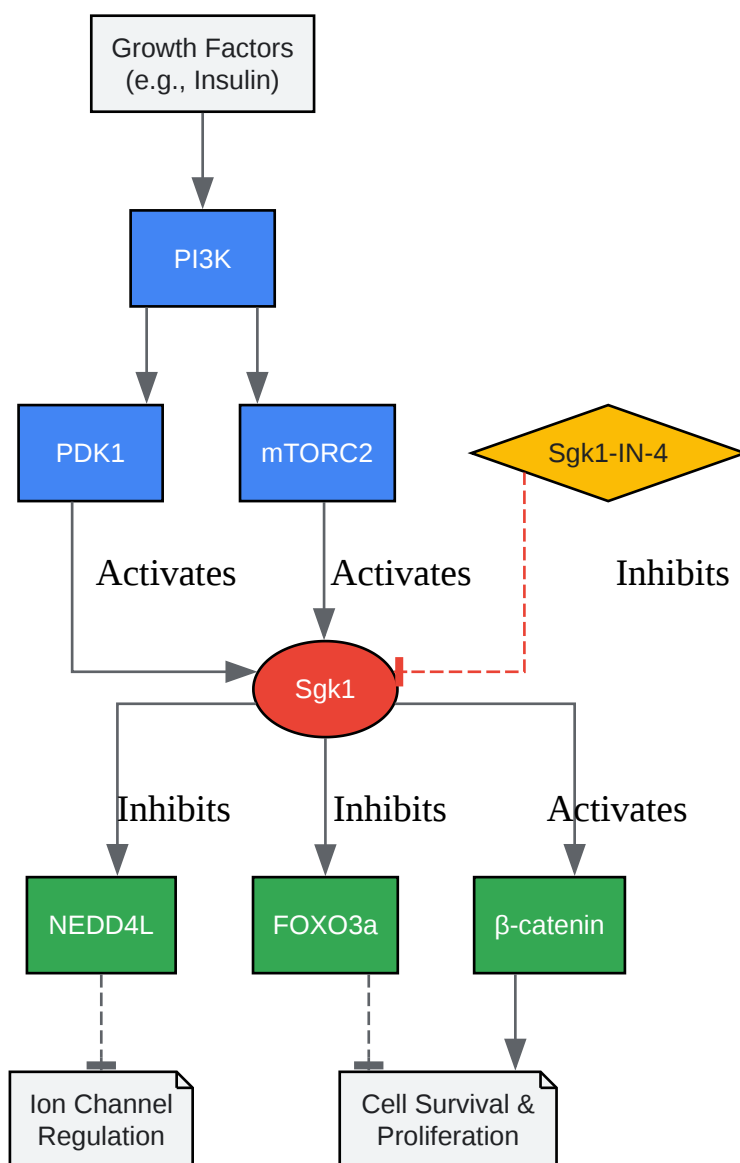 Growth Factors
(e.g., Insulin)
PI3K
PDK1
mTORC2
Sgk1-IN-4
Activates
Activates
Inhibits
Sgk1
Inhibits
Inhibits
Activates
NEDD4L
FOXO3a
β-catenin
Ion Channel
Regulation
Cell Survival &
Proliferation